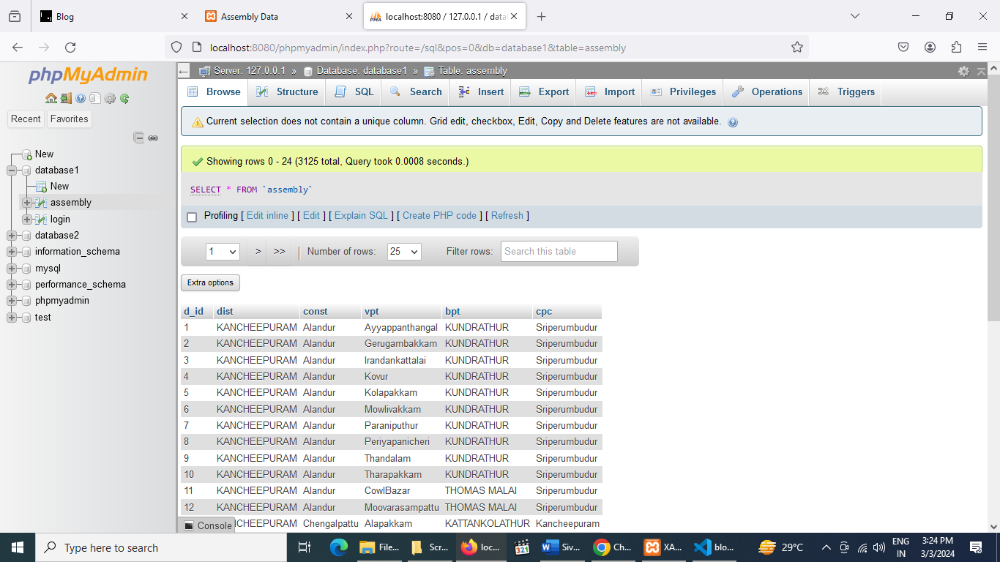 Blog
Assembly Data
localhost:8080 / 127.0.0.1 / data
localhost:8080/phpmyadmin/index.php?route=/sql&pos=0&db=database1&table=assembly
phpMyAdmin
Recent Favorites
New
database1
New
assembly
login
database2
information_schema
mysql
performance_schema
phpmyadmin
test
Server: 127.0.0.1 » Database: database1 » Table: assembly
Browse Structure SQL Search Insert Export Import Privileges Operations Triggers
Current selection does not contain a unique column. Grid edit, checkbox, Edit, Copy and Delete features are not available.
Showing rows 0 - 24 (3125 total, Query took 0.0008 seconds.)
SELECT * FROM `assembly`
Profiling [ Edit inline ] [ Edit ] [ Explain SQL ] [ Create PHP code ] [ Refresh ]
1 > >> | Number of rows: 25 Filter rows: Search this table
Extra options
d_id dist const vpt bpt cpc
1 KANCHEEPURAM Alandur Ayyappanthangal KUNDRATHUR Sriperumbudur
2 KANCHEEPURAM Alandur Gerugambakkam KUNDRATHUR Sriperumbudur
3 KANCHEEPURAM Alandur Irandankattalai KUNDRATHUR Sriperumbudur
4 KANCHEEPURAM Alandur Kovur KUNDRATHUR Sriperumbudur
5 KANCHEEPURAM Alandur Kolapakkam KUNDRATHUR Sriperumbudur
6 KANCHEEPURAM Alandur Mowlivakkam KUNDRATHUR Sriperumbudur
7 KANCHEEPURAM Alandur Paraniputhur KUNDRATHUR Sriperumbudur
8 KANCHEEPURAM Alandur Periyapanicheri KUNDRATHUR Sriperumbudur
9 KANCHEEPURAM Alandur Thandalam KUNDRATHUR Sriperumbudur
10 KANCHEEPURAM Alandur Tharapakkam KUNDRATHUR Sriperumbudur
11 KANCHEEPURAM Alandur CowlBazar THOMAS MALAI Sriperumbudur
12 KANCHEEPURAM Alandur Moovarasampattu THOMAS MALAI Sriperumbudur
CHEEPURAM Chengalpattu Alapakkam KATTANKOLATHUR Kancheepuram
Console
Type here to search
File...
Scr...
loc...
Siv...
Ch...
XA...
blo...
29°C
ENG
IN
3:24 PM
3/3/2024